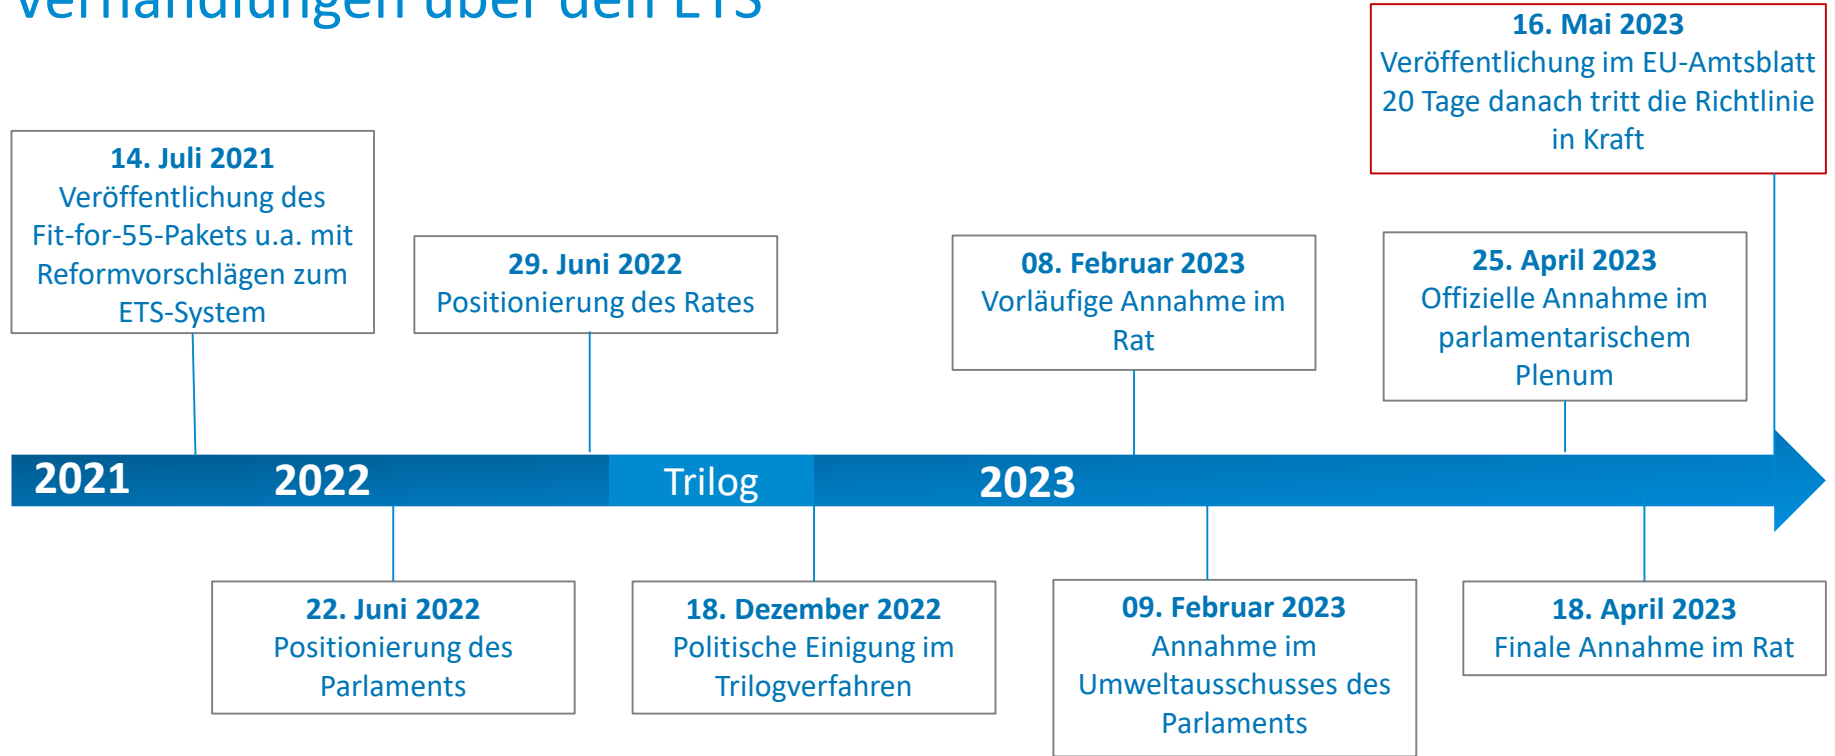 Verhandlungen über den ETS
16. Mai 2023
Veröffentlichung im EU-Amtsblatt
20 Tage danach tritt die Richtlinie
in Kraft
14. Juli 2021
Veröffentlichung des
Fit-for-55-Pakets u.a. mit
Reformvorschlägen zum
ETS-System
29. Juni 2022
Positionierung des Rates
08. Februar 2023
Vorläufige Annahme im
Rat
25. April 2023
Offizielle Annahme im
parlamentarischem
Plenum
2021
2022
Trilog
2023
22. Juni 2022
Positionierung des
Parlaments
18. Dezember 2022
Politische Einigung im
Trilogverfahren
09. Februar 2023
Annahme im
Umweltausschusses des
Parlaments
18. April 2023
Finale Annahme im Rat